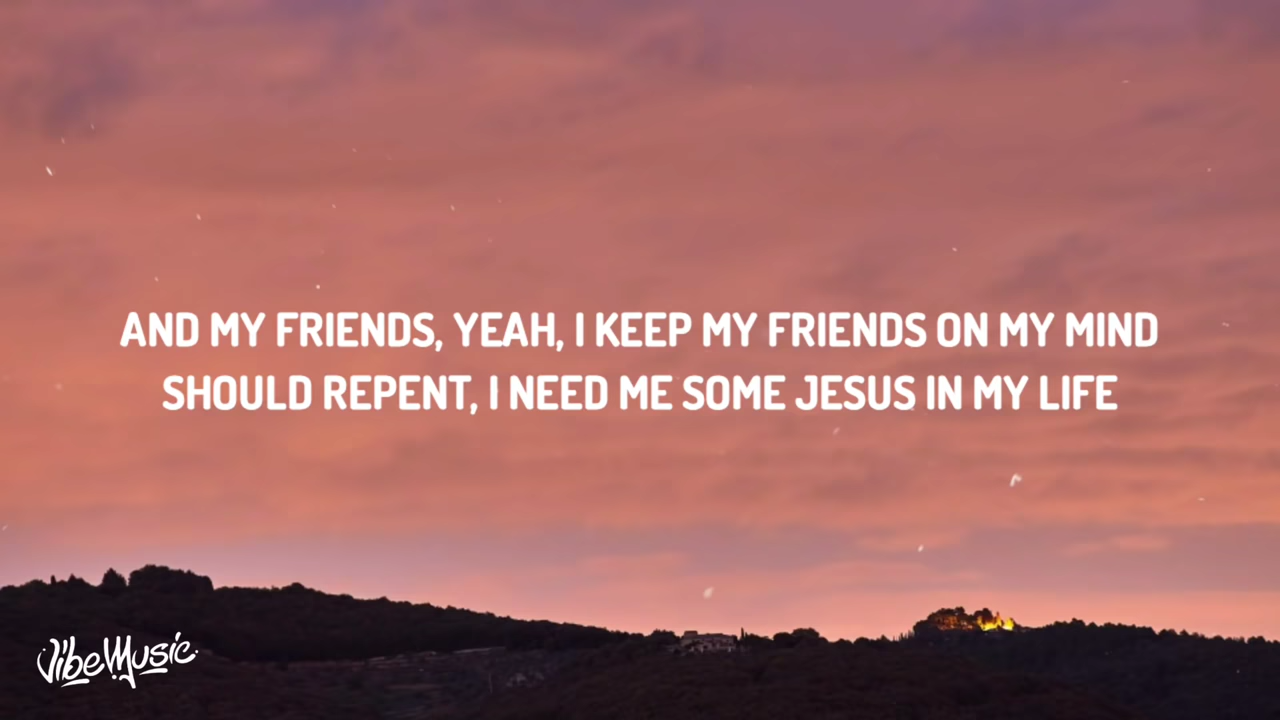 AND MY FRIENDS, YEAH, I KEEP MY FRIENDS ON MY MIND
SHOULD REPENT, I NEED ME SOME JESUS IN MY LIFE
VibeMusic